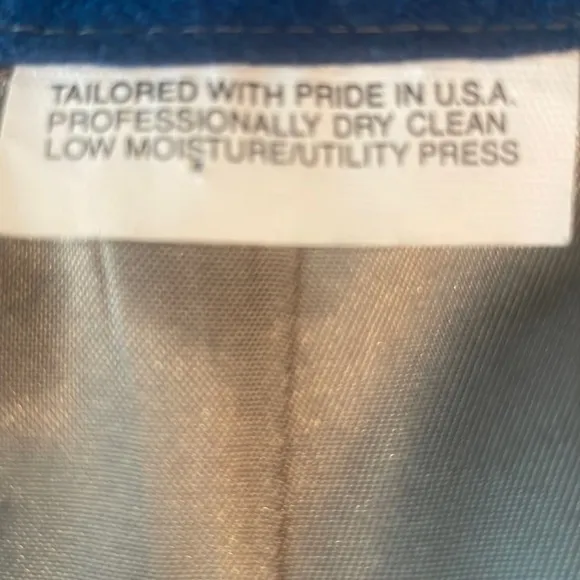 TAILORED WITH PRIDE IN U.S.A.
PROFESSIONALLY DRY CLEAN
LOW MOISTURE/UTILITY PRESS